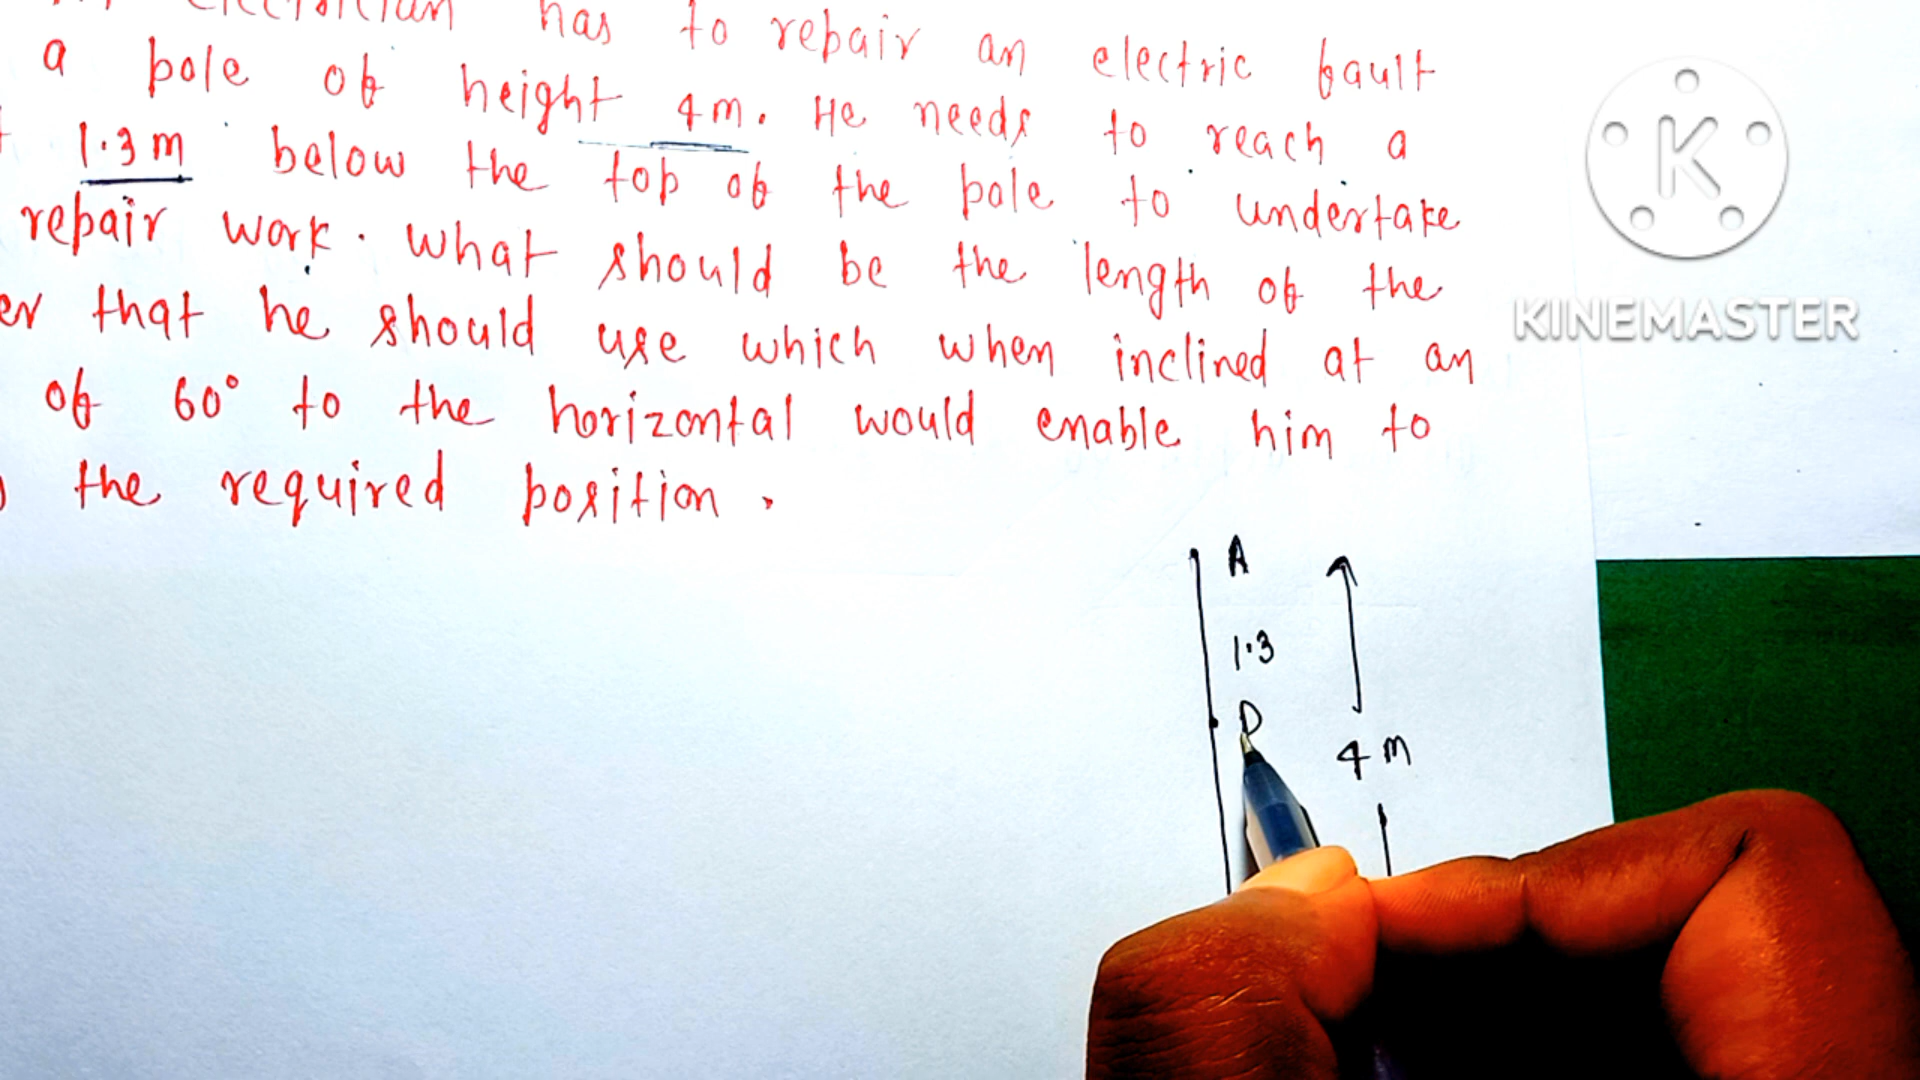 electrician has to repair an electric fault
a pole of height 4m. He needs to reach a
1.3m below the top of the pole to undertake
repair work. what should be the length of the
er that he should use which when inclined at an
of 60° to the horizontal would enable him to
the required position.
K
KINEMASTER
A
1.3
D
4 m